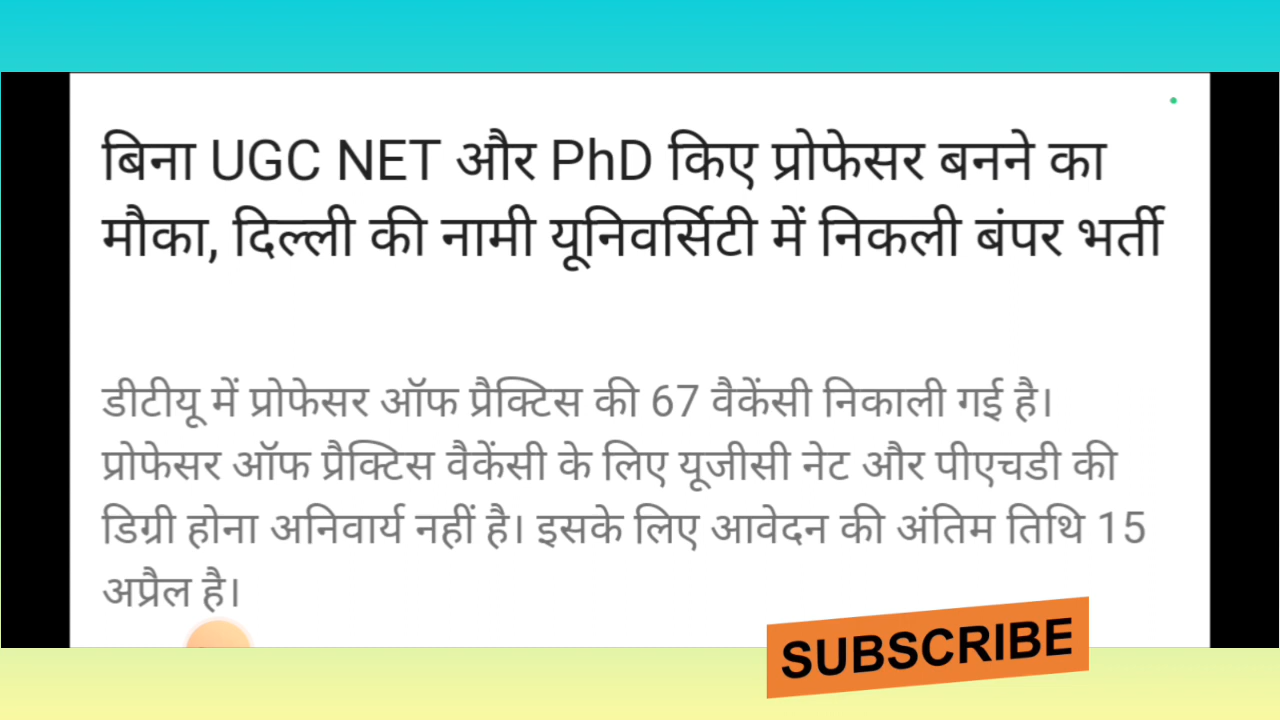 बिना UGC NET और PhD किए प्रोफेसर बनने का
मौका, दिल्ली की नामी यूनिवर्सिटी में निकली बंपर भर्ती
डीटीयू में प्रोफेसर ऑफ प्रैक्टिस की 67 वैकेंसी निकाली गई है।
प्रोफेसर ऑफ प्रैक्टिस वैकेंसी के लिए यूजीसी नेट और पीएचडी की
डिग्री होना अनिवार्य नहीं है। इसके लिए आवेदन की अंतिम तिथि 15
अप्रैल है।
SUBSCRIBE